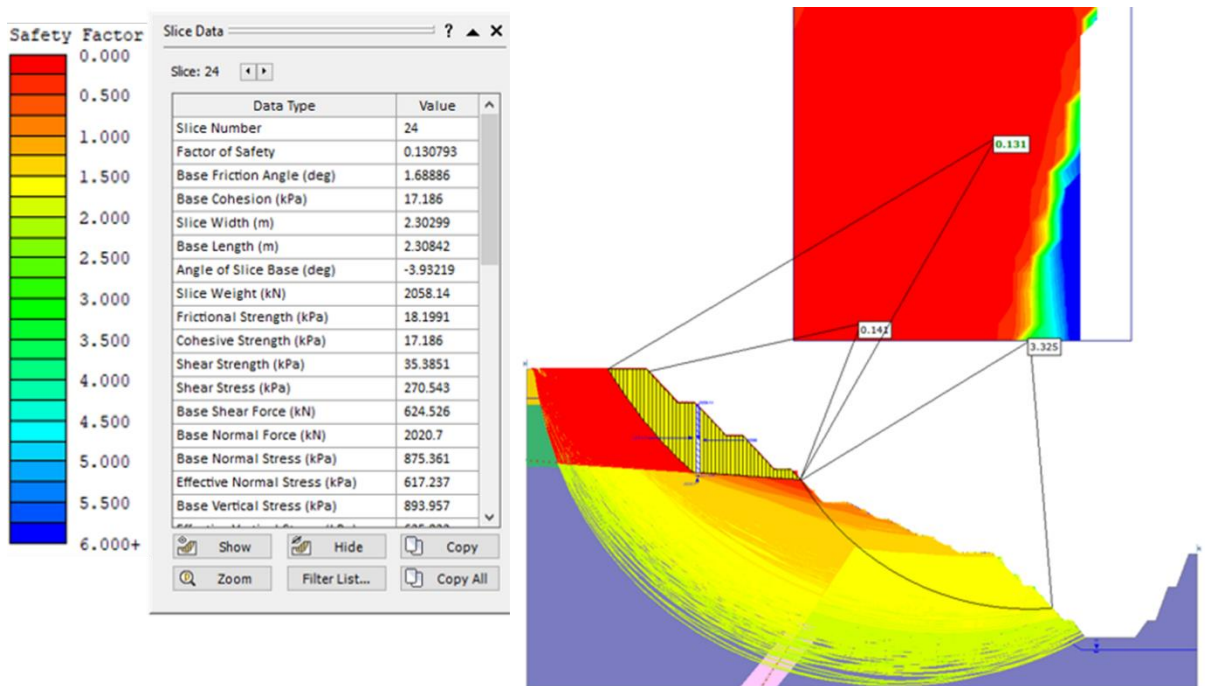 Safety Factor
0.000
0.500
1.000
1.500
2.000
2.500
3.000
3.500
4.000
4.500
5.000
5.500
6.000+
Slice Data
?
Slice: 24
Data Type Value
Slice Number 24
Factor of Safety 0.130793
Base Friction Angle (deg) 1.68886
Base Cohesion (kPa) 17.186
Slice Width (m) 2.30299
Base Length (m) 2.30842
Angle of Slice Base (deg) -3.93219
Slice Weight (kN) 2058.14
Frictional Strength (kPa) 18.1991
Cohesive Strength (kPa) 17.186
Shear Strength (kPa) 35.3851
Shear Stress (kPa) 270.543
Base Shear Force (kN) 624.526
Base Normal Force (kN) 2020.7
Base Normal Stress (kPa) 875.361
Effective Normal Stress (kPa) 617.237
Base Vertical Stress (kPa) 893.957
Show Hide Copy
Zoom Filter List... Copy All
0.131
0.141
3.325